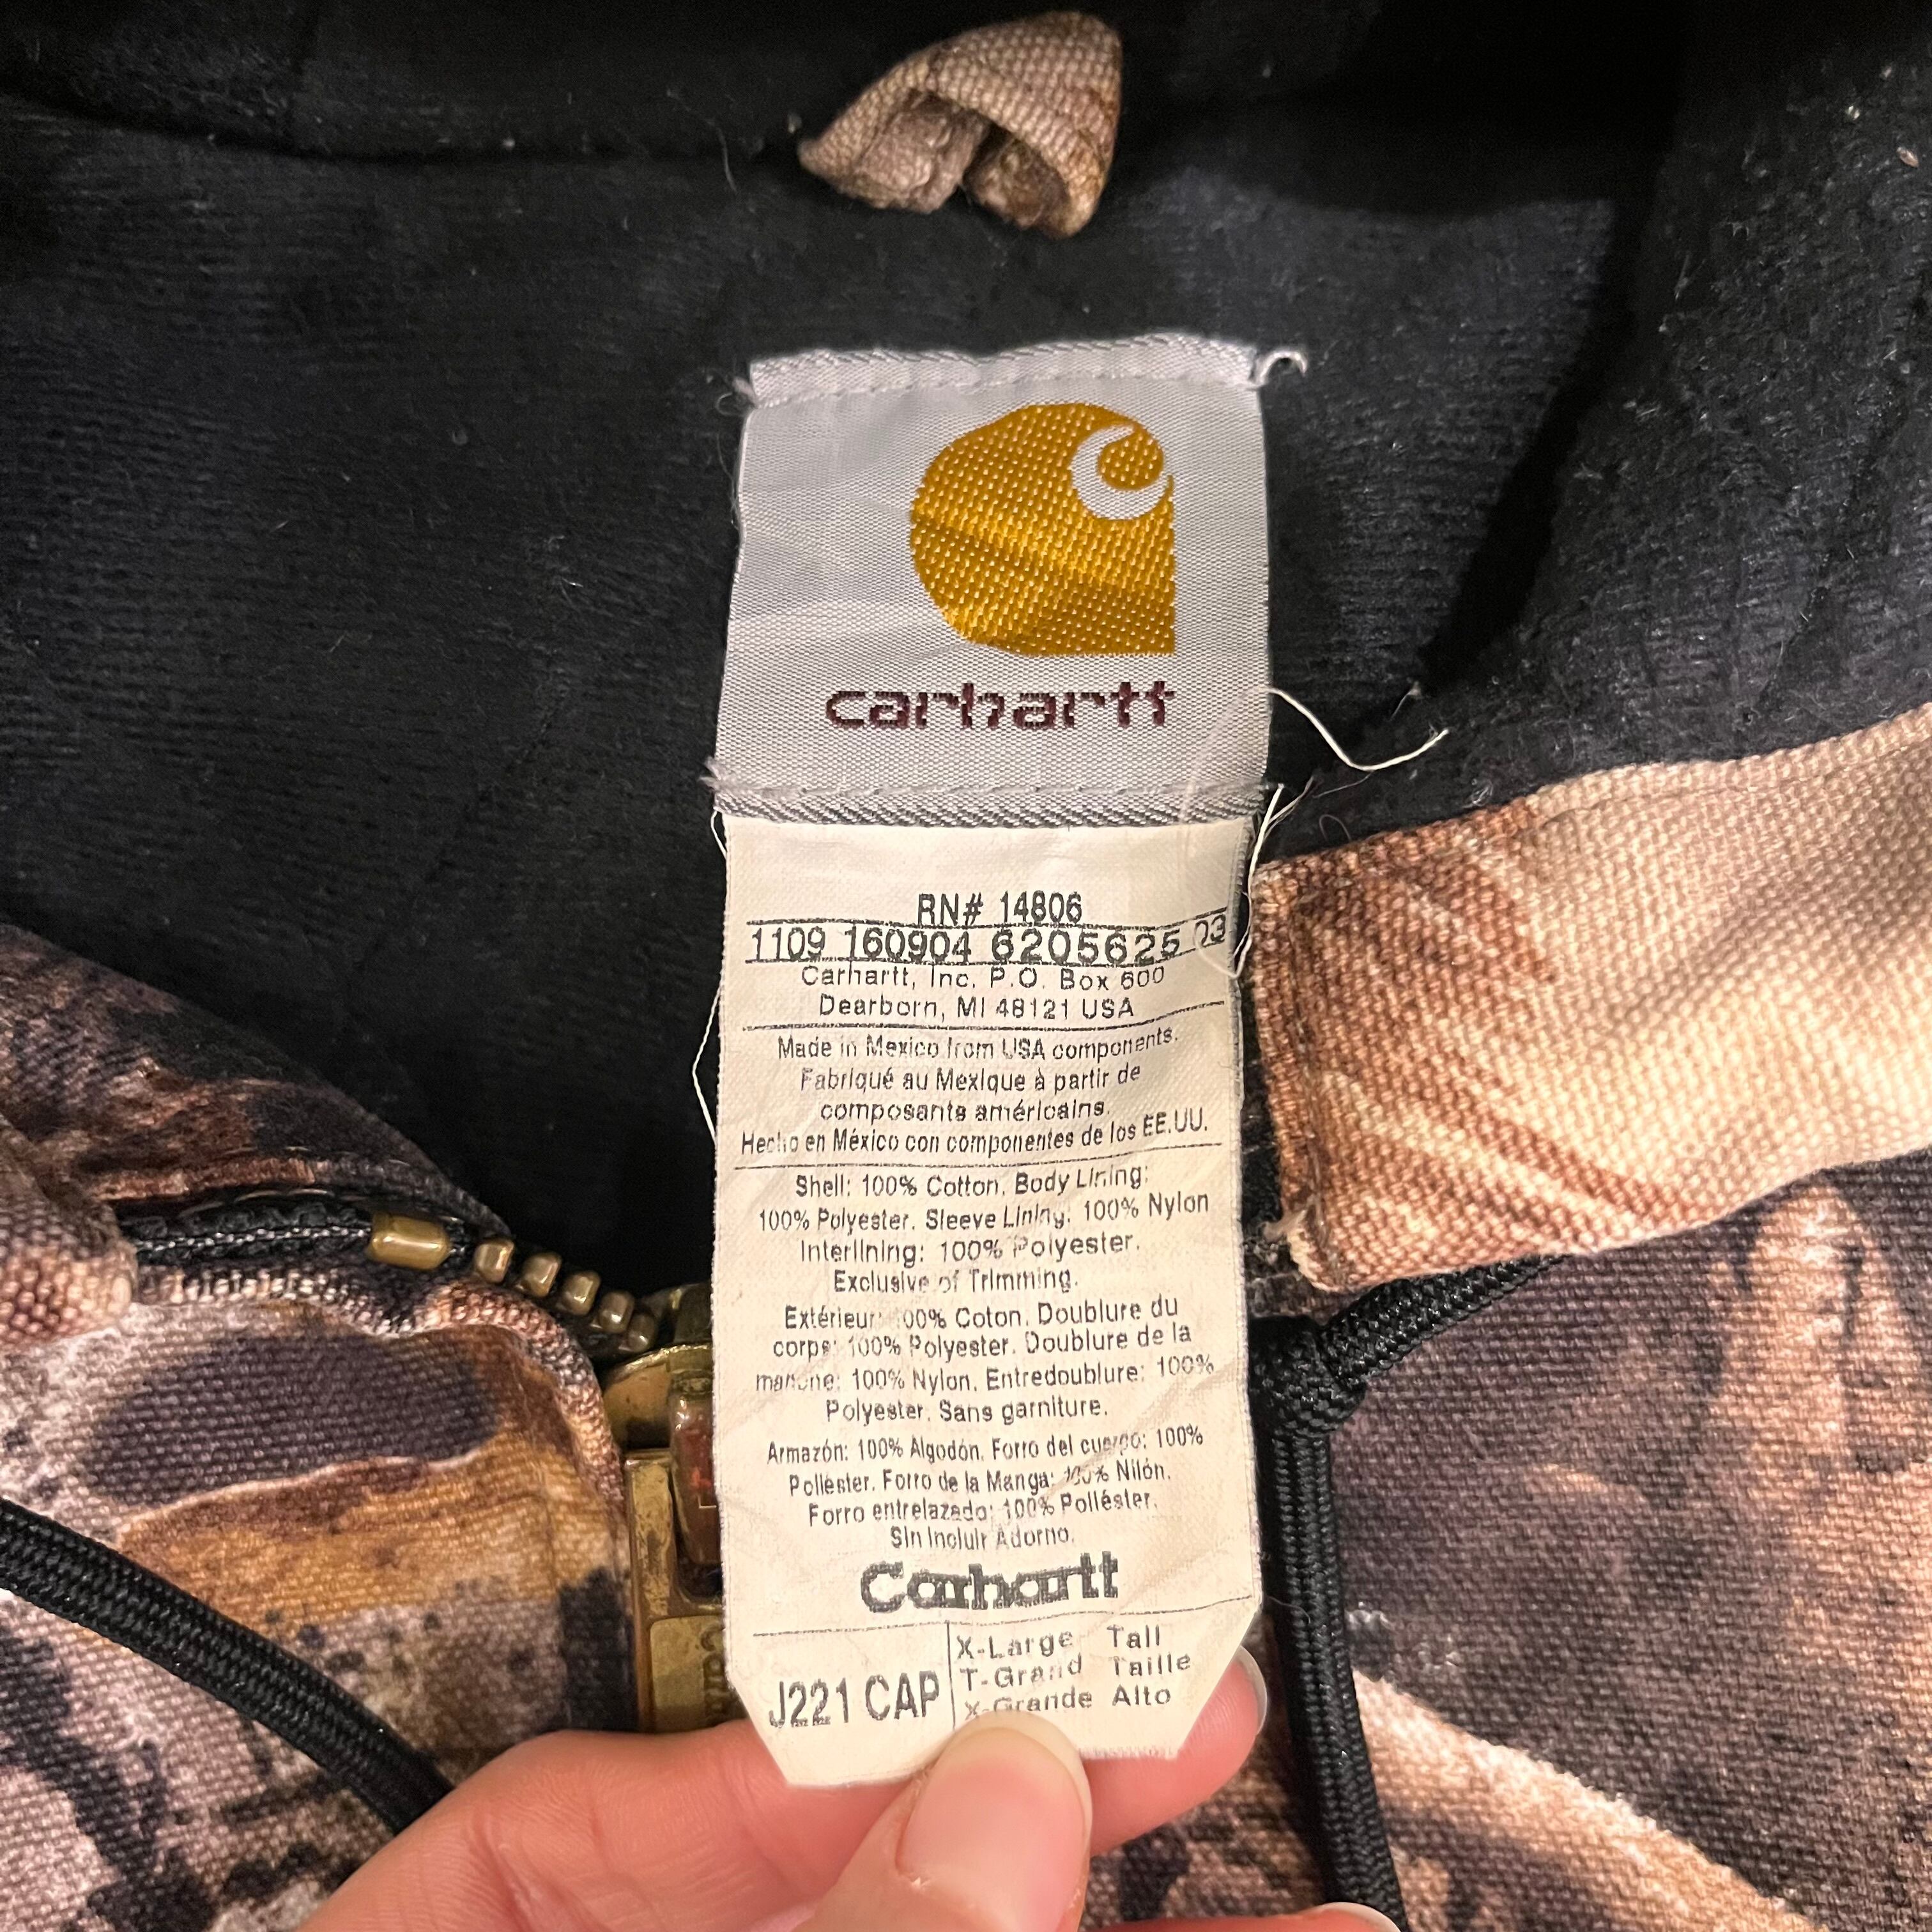 carhartt
RN# 14806
1109 160904 6205625 03
Carhartt, Inc. P.O. Box 600
Dearborn, MI 48121 USA
Made in Mexico from USA components.
Fabriqué au Mexique à partir de
composants américains.
Hecho en México con componentes de los EE.UU.
Shell: 100% Cotton. Body Lining:
100% Polyester. Sleeve Lining: 100% Nylon
Interlining: 100% Polyester.
Exclusive of Trimming.
Extérieur: 100% Coton. Doublure du
corps: 100% Polyester. Doublure de la
manche: 100% Nylon. Entredoublure: 100%
Polyester. Sans garniture.
Armazón: 100% Algodón. Forro del cuerpo: 100%
Poliéster. Forro de la Manga: 100% Nilón.
Forro entrelazado: 100% Poliéster.
Sin Incluir Adorno.
Carhartt
J221 CAP
X-Large Tall
T-Grand Taille
X-Grande Alto